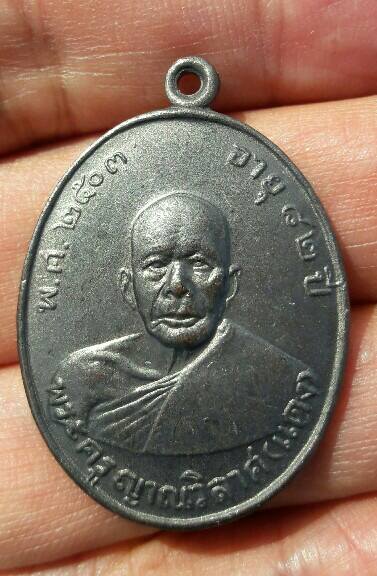 พ.ศ. ๒๕๐๓
อายุ ๘๒ ปี
พระครูญาณวิลาศ(แดง)